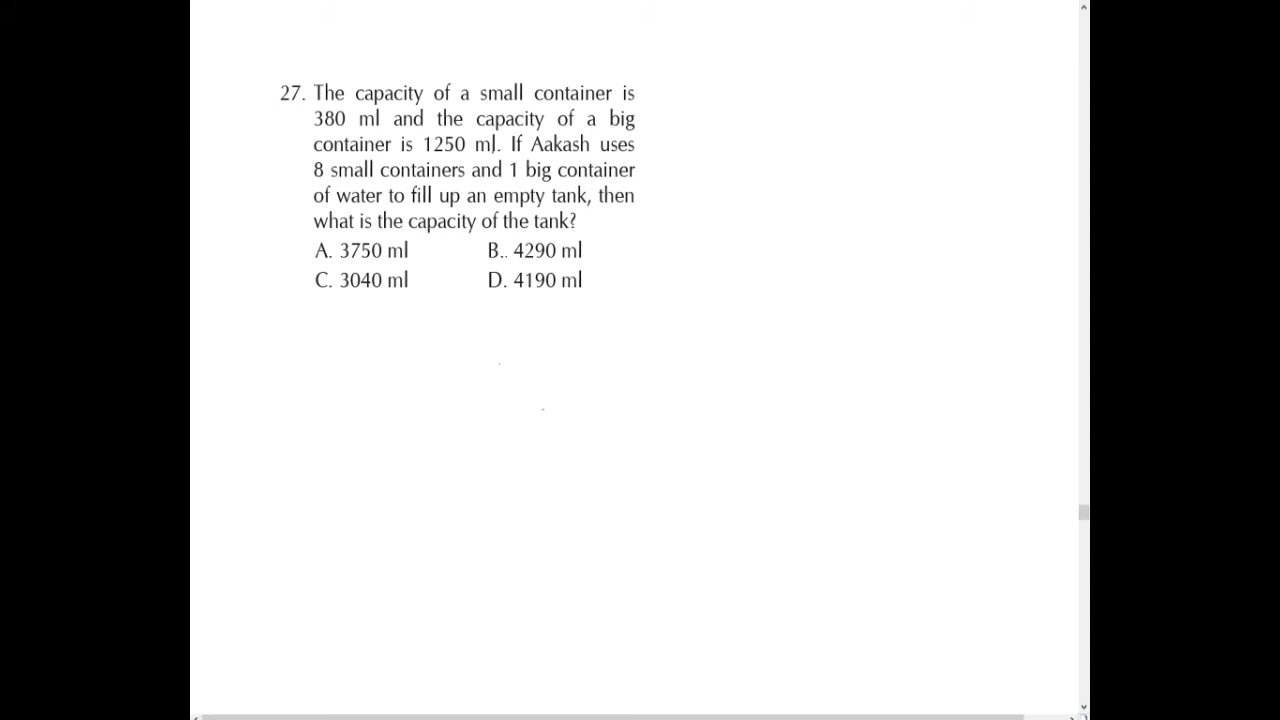 27. The capacity of a small container is
380 ml and the capacity of a big
container is 1250 ml. If Aakash uses
8 small containers and 1 big container
of water to fill up an empty tank, then
what is the capacity of the tank?
A. 3750 ml B.. 4290 ml
C. 3040 ml D. 4190 ml